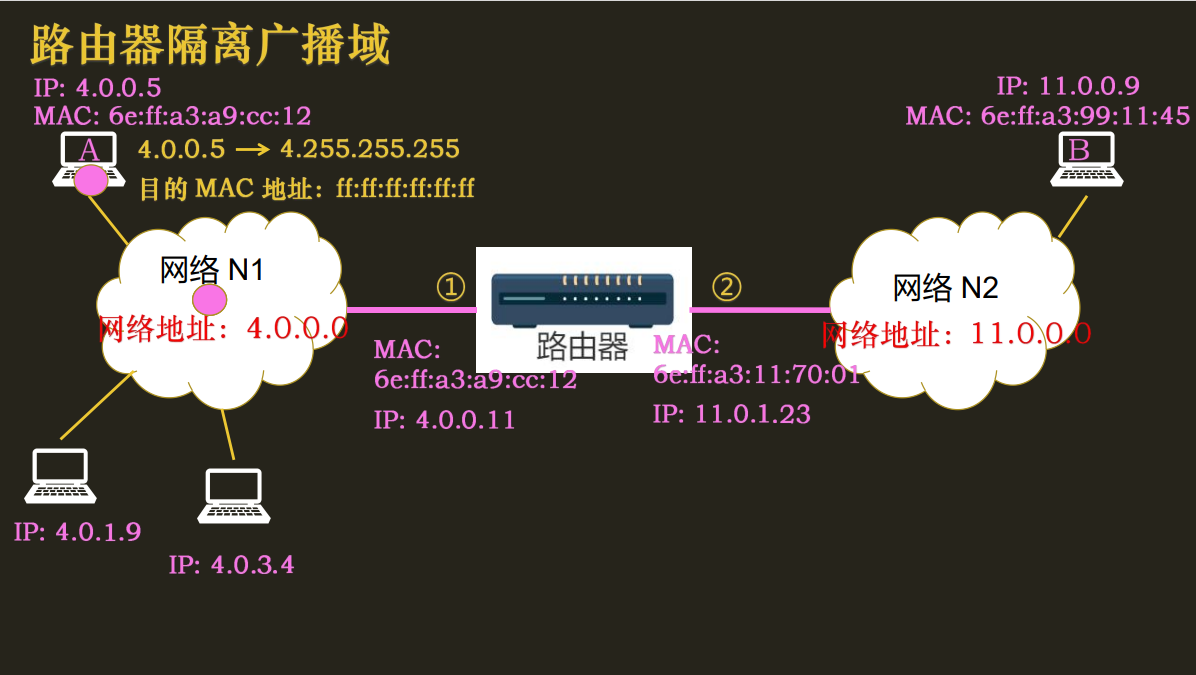 路由器隔离广播域
IP: 4.0.0.5
MAC: 6e:ff:a3:a9:cc:12
IP: 11.0.0.9
MAC: 6e:ff:a3:99:11:45
A
4.0.0.5 → 4.255.255.255
目的 MAC 地址：ff:ff:ff:ff:ff:ff
B
网络 N1
网络地址：4.0.0.0
①
②
路由器
网络 N2
网络地址：11.0.0.0
MAC:
6e:ff:a3:a9:cc:12
IP: 4.0.0.11
MAC:
6e:ff:a3:11:70:01
IP: 11.0.1.23
IP: 4.0.1.9
IP: 4.0.3.4